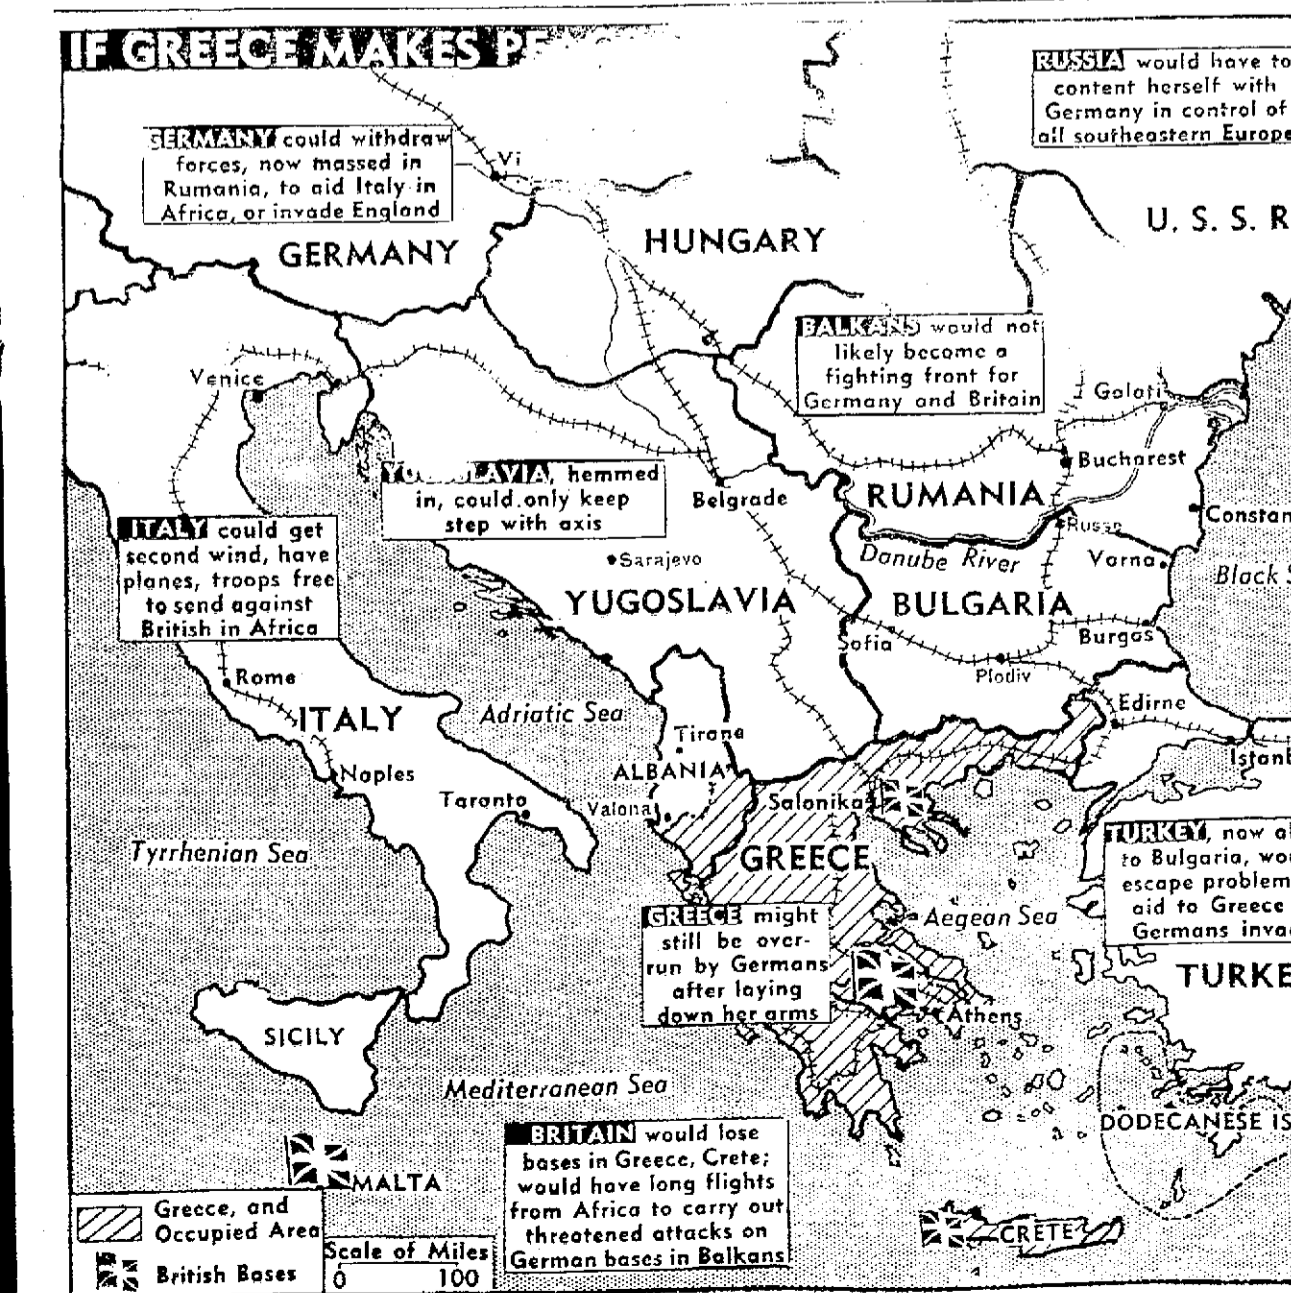 IF GREECE MAKES
RUSSIA would have to
content herself with
Germany in control of
all southeastern Europe
GERMANY could withdraw
forces, now massed in
Rumania, to aid Italy in
Africa, or invade England
Vi
GERMANY
HUNGARY
U. S. S. R
BALKANS would not
likely become a
fighting front for
Germany and Britain
Venice
Galati
Bucharest
YUGOSLAVIA, hemmed
in, could only keep
step with axis
Belgrade
RUMANIA
Constan
ITALY could get
second wind, have
planes, troops free
to send against
British in Africa
Russe
Danube River
Varna
Black S
Sarajevo
YUGOSLAVIA
BULGARIA
Sofia
Burgas
Plodiv
Rome
ITALY
Adriatic Sea
Edirne
Tirana
Istanb
Naples
ALBANIA
Taranto
Valona
Salonika
Tyrrhenian Sea
GREECE
TURKEY, now al
to Bulgaria, wou
escape problem
aid to Greece
Germans inva
GREECE might
still be over-
run by Germans
after laying
down her arms
Aegean Sea
TURKE
Athens
SICILY
Mediterranean Sea
DODECANESE IS
BRITAIN would lose
bases in Greece, Crete;
would have long flights
from Africa to carry out
threatened attacks on
German bases in Balkans
MALTA
Greece, and
Occupied Area
British Bases
Scale of Miles
0 100
CRETE